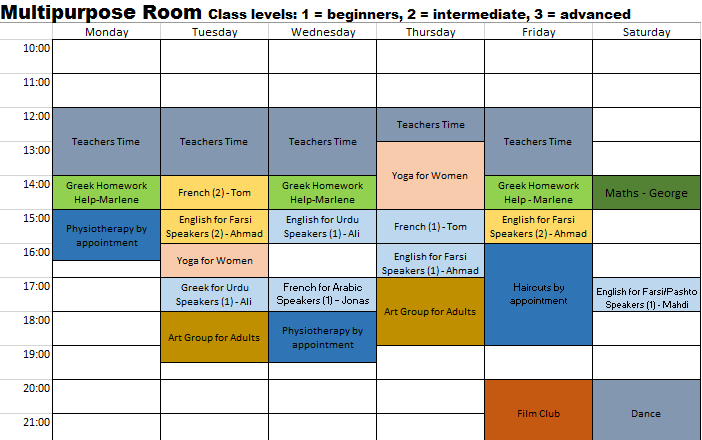 Multipurpose Room Class levels: 1 = beginners, 2 = intermediate, 3 = advanced
Monday Tuesday Wednesday Thursday Friday Saturday
10:00
11:00
12:00
Teachers Time
13:00
Teachers Time Teachers Time Teachers Time Teachers Time
Yoga for Women
14:00
Greek Homework
Help-Marlene
French (2) - Tom
Greek Homework
Help-Marlene
Greek Homework
Help - Marlene
Maths - George
15:00
Physiotherapy by
appointment
English for Farsi
Speakers (2) - Ahmad
English for Urdu
Speakers (1) - Ali
French (1) - Tom
English for Farsi
Speakers (2) - Ahmad
16:00
Yoga for Women
English for Farsi
Speakers (1) - Ahmad
Haircuts by
appointment
17:00
Greek for Urdu
Speakers (1) - Ali
French for Arabic
Speakers (1) – Jonas
Art Group for Adults
English for Farsi/Pashto
Speakers (1) - Mahdi
18:00
Art Group for Adults
Physiotherapy by
appointment
19:00
20:00
Film Club
Dance
21:00